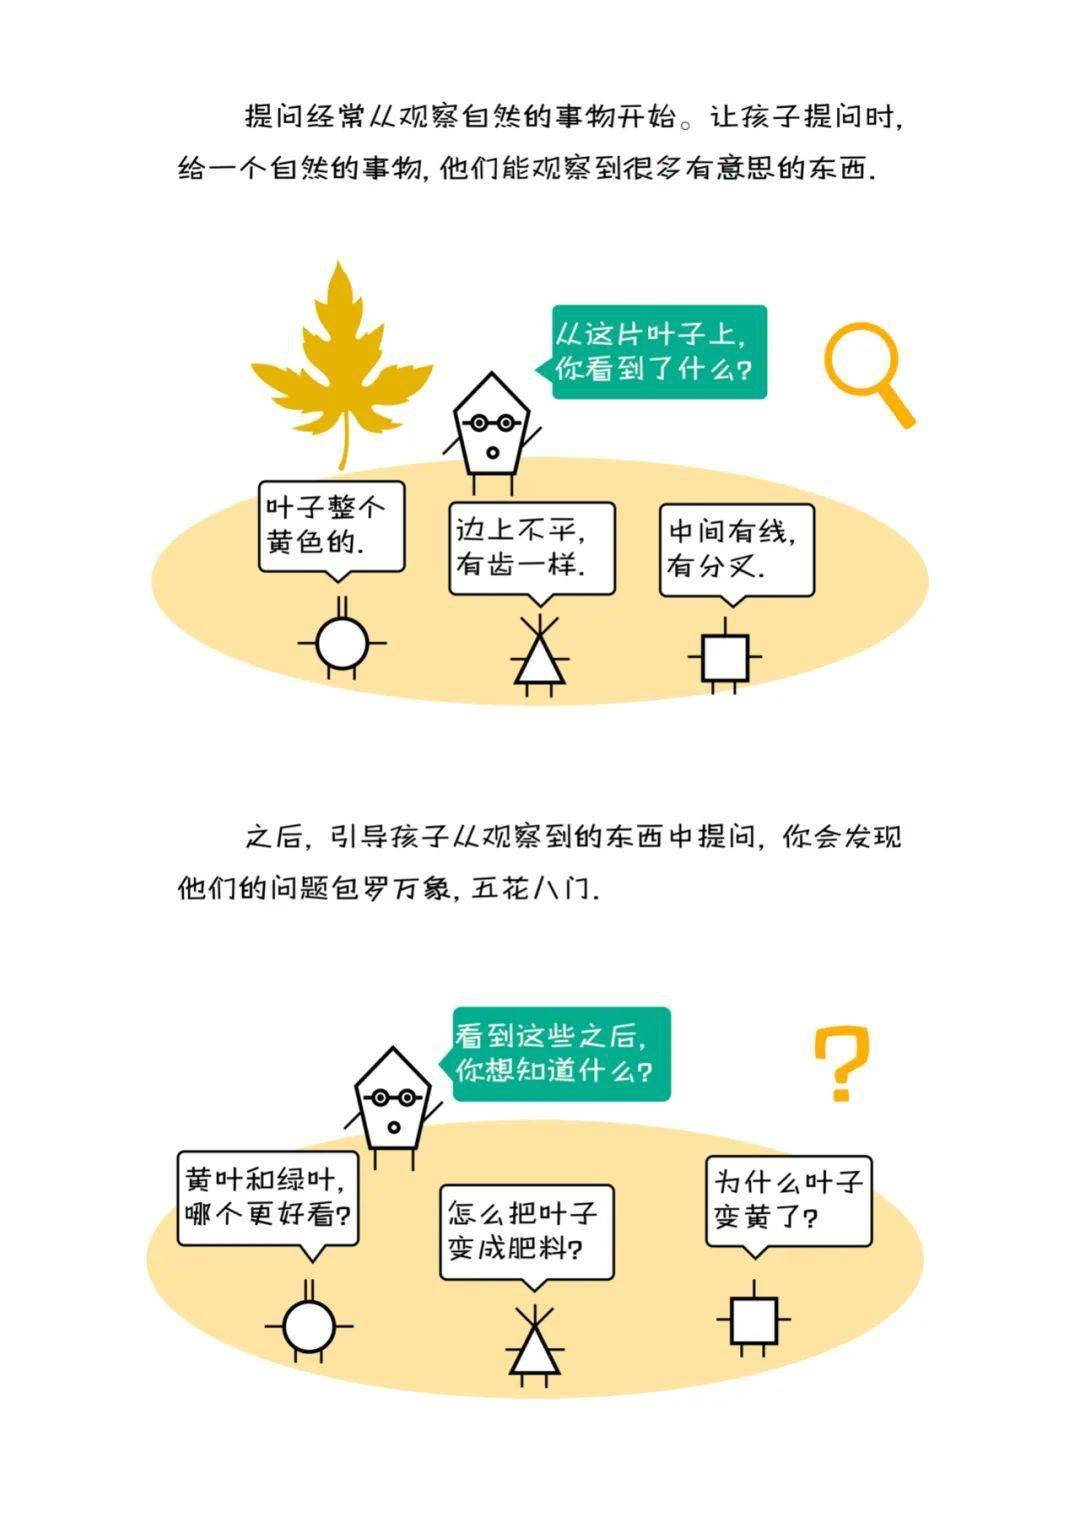 提问经常从观察自然的事物开始。让孩子提问时,
给一个自然的事物,他们能观察到很多有意思的东西.
从这片叶子上,
你看到了什么?
叶子整个
黄色的.
边上不平,
有齿一样.
中间有线,
有分叉.
之后,引导孩子从观察到的东西中提问,你会发现
他们的问题包罗万象,五花八门.
看到这些之后,
你想知道什么?
黄叶和绿叶,
哪个更好看?
怎么把叶子
变成肥料?
为什么叶子
变黄了?
?